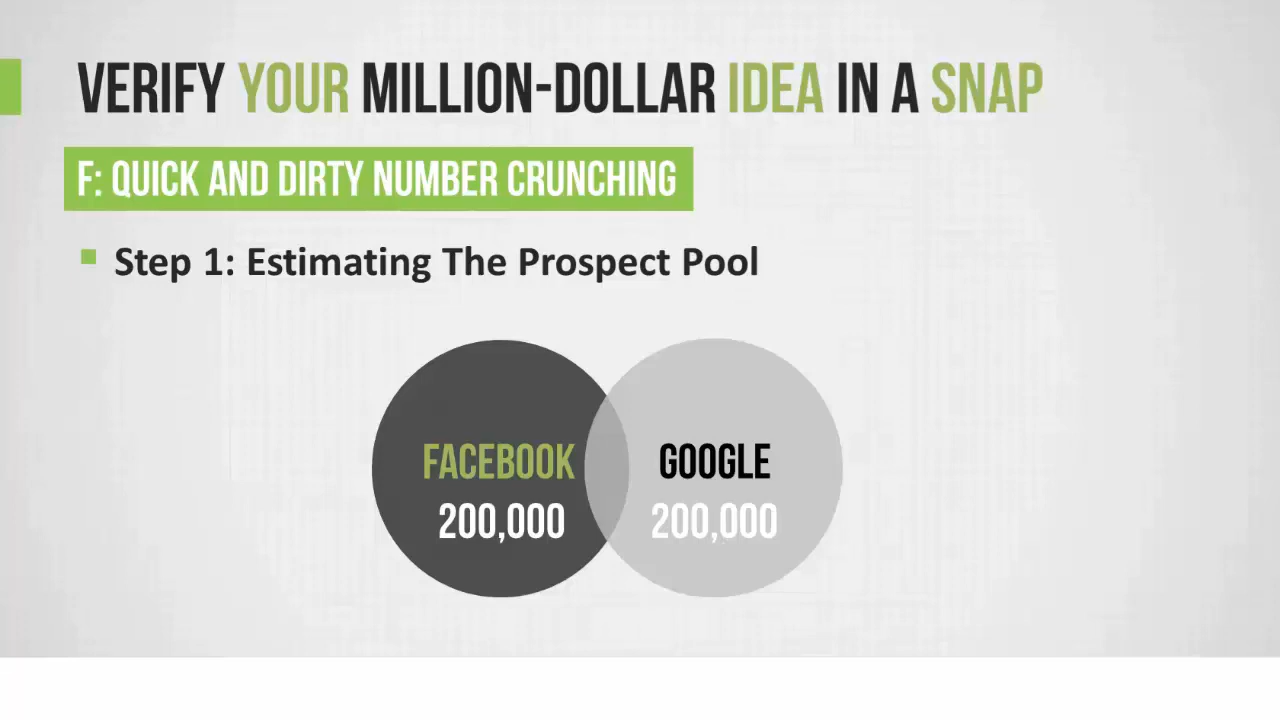 VERIFY YOUR MILLION-DOLLAR IDEA IN A SNAP
F: QUICK AND DIRTY NUMBER CRUNCHING
Step 1: Estimating The Prospect Pool
FACEBOOK GOOGLE
200,000 200,000